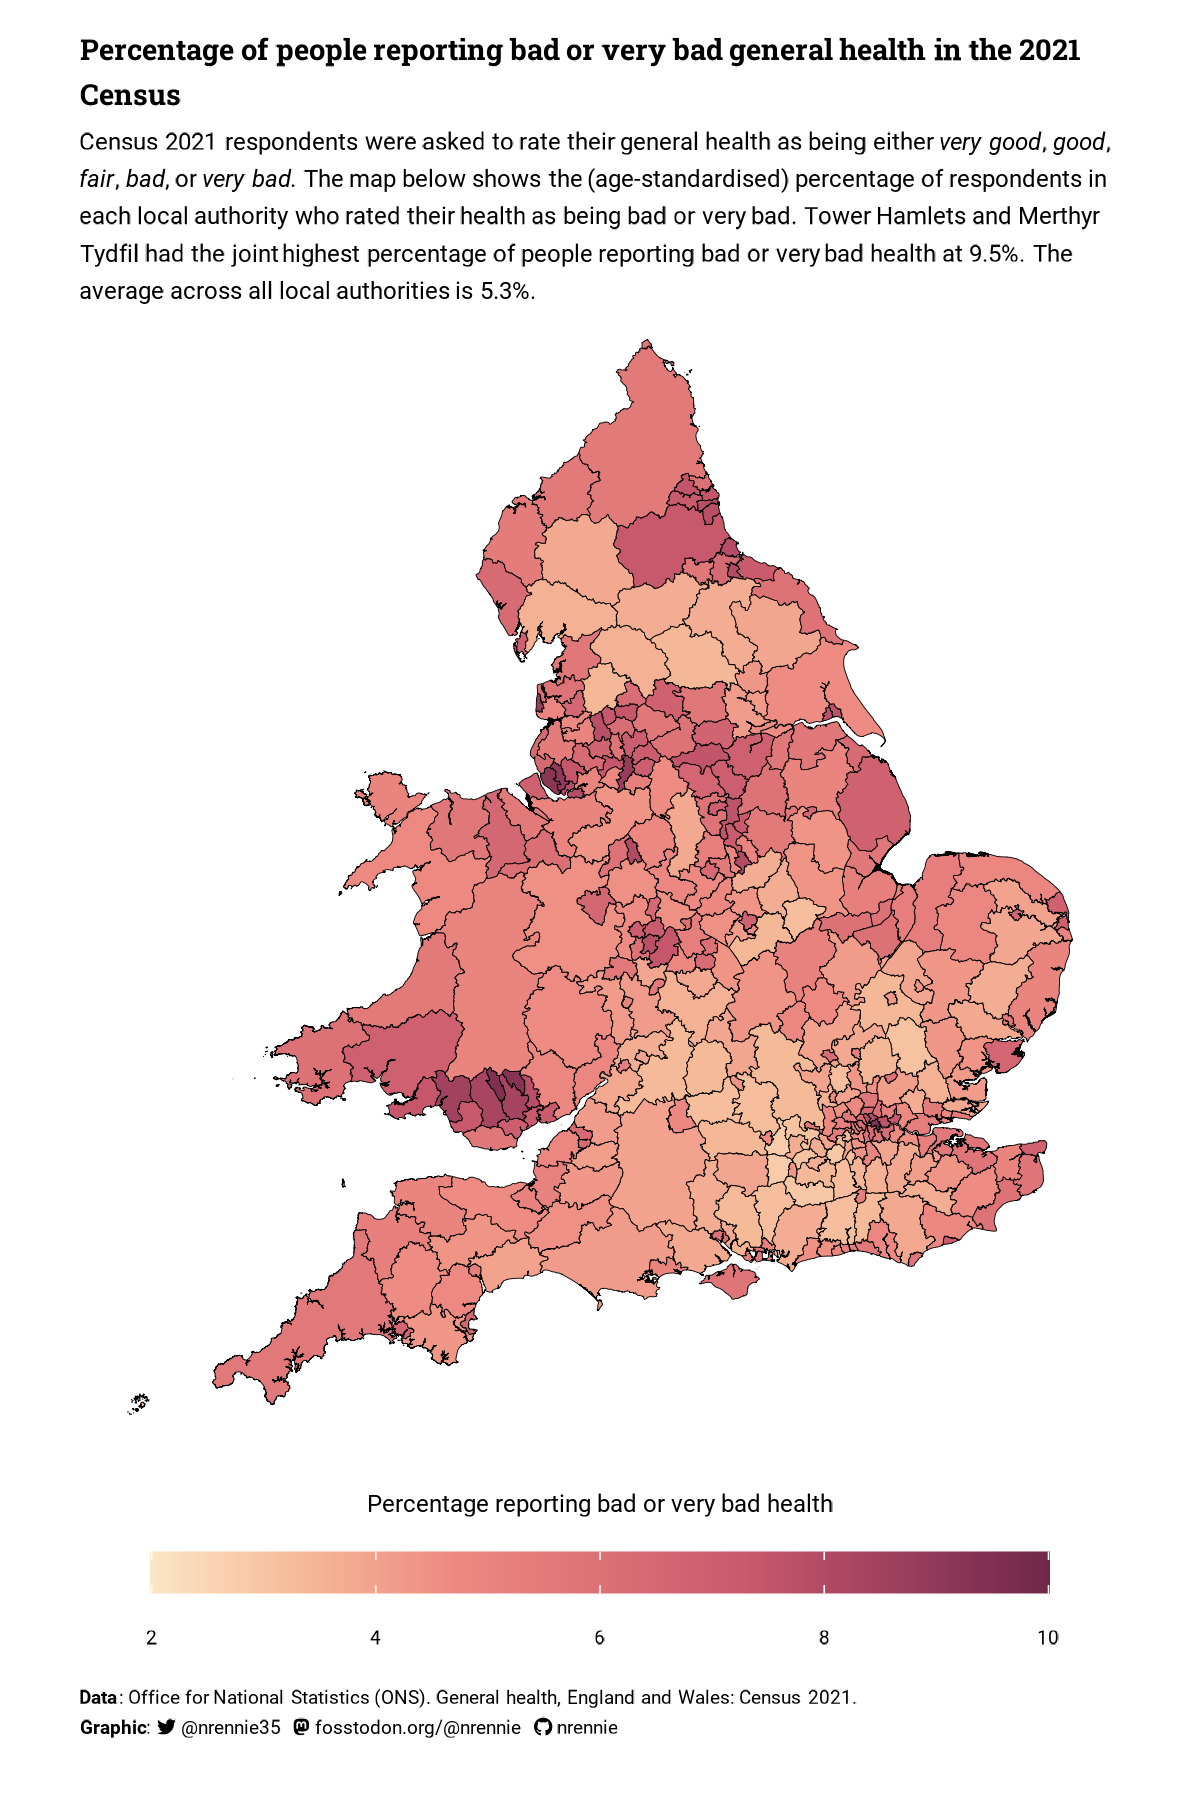 Percentage of people reporting bad or very bad general health in the 2021
Census
Census 2021 respondents were asked to rate their general health as being either very good, good,
fair, bad, or very bad. The map below shows the (age-standardised) percentage of respondents in
each local authority who rated their health as being bad or very bad. Tower Hamlets and Merthyr
Tydfil had the joint highest percentage of people reporting bad or very bad health at 9.5%. The
average across all local authorities is 5.3%.
Percentage reporting bad or very bad health
2 4 6 8 10
Data: Office for National Statistics (ONS). General health, England and Wales: Census 2021.
Graphic: @nrennie35 fosstodon.org/@nrennie nrennie